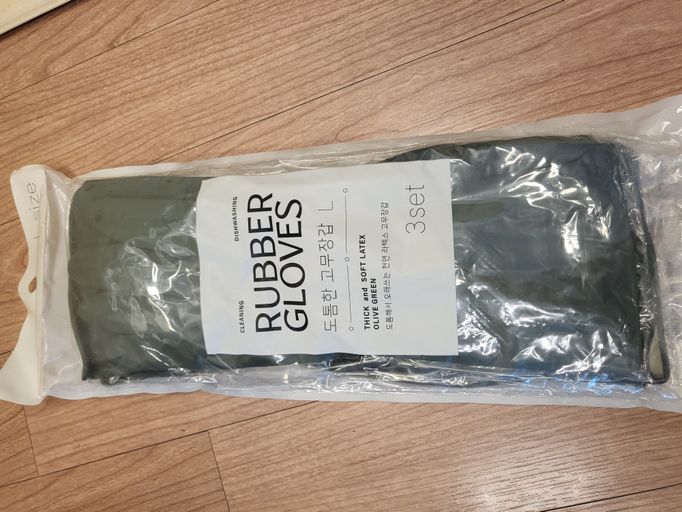 L size
CLEANING DISHWASHING
RUBBER
GLOVES
도톰한 고무장갑 L
THICK and SOFT LATEX
OLIVE GREEN
도톰해서 오래쓰는 천연 라텍스 고무장갑
3set